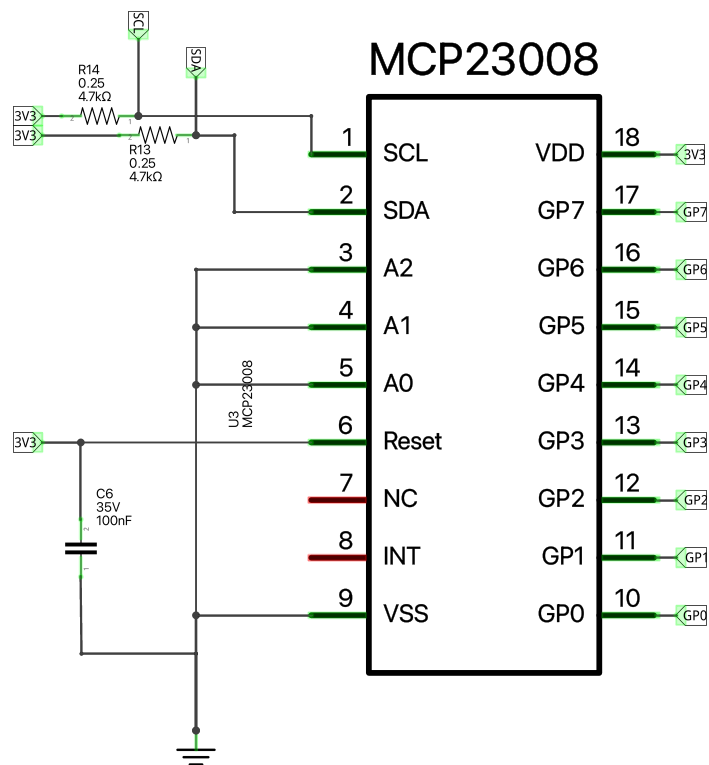 SCL
SDA
MCP23008
R14
0.25
4.7kΩ
3V3
2
1
3V3
2
1
R13
0.25
4.7kΩ
1
SCL
VDD
18
3V3
2
SDA
GP7
17
GP7
3
A2
GP6
16
GP6
4
A1
GP5
15
GP5
5
A0
GP4
14
GP4
U3
MCP23008
3V3
6
Reset
GP3
13
GP3
C6
35V
100nF
2
1
7
NC
GP2
12
GP2
8
INT
GP1
11
GP1
9
VSS
GP0
10
GP0